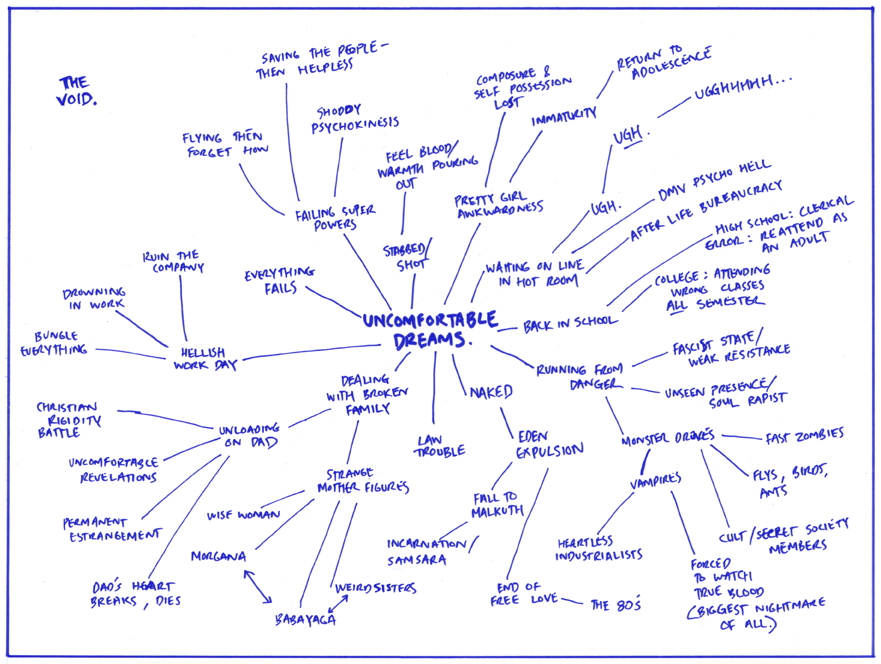 THE
VOID.
SAVING THE PEOPLE—
THEN HELPLESS
SHODDY
PSYCHOKINESIS
FLYING THEN
FORGET HOW
FAILING SUPER
POWERS
FEEL BLOOD/
WARMTH POURING
OUT
STABBED/
SHOT
COMPOSURE &
SELF POSSESSION
LOST
IMMATURITY
RETURN TO
ADOLESCENCE
PRETTY GIRL
AWKWARDNESS
UGGHHHHH...
UGH.
UGH.
DMV PSYCHO HELL
AFTER LIFE BUREAUCRACY
WAITING ON LINE
IN HOT ROOM
HIGH SCHOOL: CLERICAL
ERROR: REATTEND AS
AN ADULT
COLLEGE: ATTENDING
WRONG CLASSES
ALL SEMESTER
BACK IN SCHOOL
EVERYTHING
FAILS
UNCOMFORTABLE
DREAMS.
RUIN THE
COMPANY
DROWNING
IN WORK
BUNGLE
EVERYTHING
HELLISH
WORK DAY
RUNNING FROM
DANGER
FASCIST STATE/
WEAK RESISTANCE
UNSEEN PRESENCE/
SOUL RAPIST
MONSTER DROVES
FAST ZOMBIES
FLYS, BIRDS,
ANTS
CULT/SECRET SOCIETY
MEMBERS
VAMPIRES
HEARTLESS
INDUSTRIALISTS
FORCED
TO WATCH
TRUE BLOOD
(BIGGEST NIGHTMARE
OF ALL.)
NAKED
EDEN
EXPULSION
FALL TO
MALKUTH
INCARNATION/
SAMSARA
END OF
FREE LOVE
THE 80'S
LAW
TROUBLE
DEALING
WITH BROKEN
FAMILY
UNLOADING
ON DAD
CHRISTIAN
RIGIDITY
BATTLE
UNCOMFORTABLE
REVELATIONS
PERMANENT
ESTRANGEMENT
DAD'S HEART
BREAKS, DIES
STRANGE
MOTHER FIGURES
WISE WOMAN
MORGANA
BABAYAGA
WEIRD SISTERS